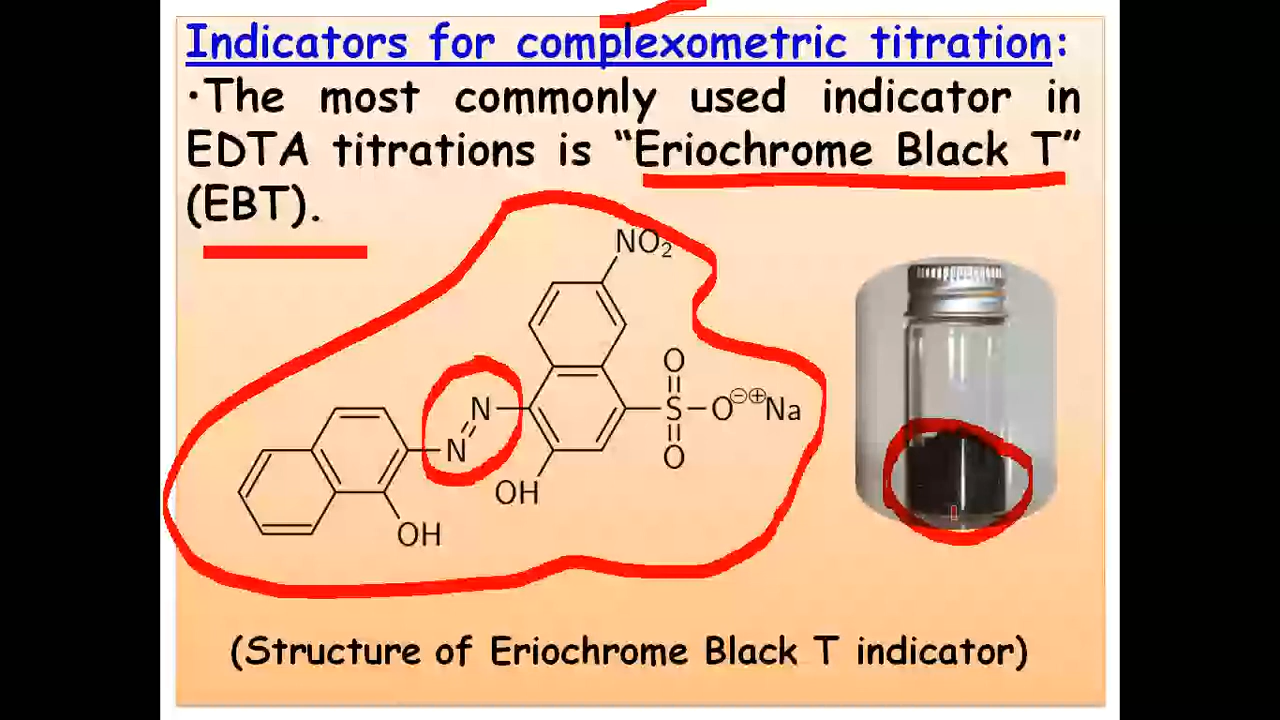 Indicators for complexometric titration:
·The most commonly used indicator in
EDTA titrations is “Eriochrome Black T”
(EBT).
NO₂
O
N
S
O⊖⊕Na
N
O
OH
OH
(Structure of Eriochrome Black T indicator)